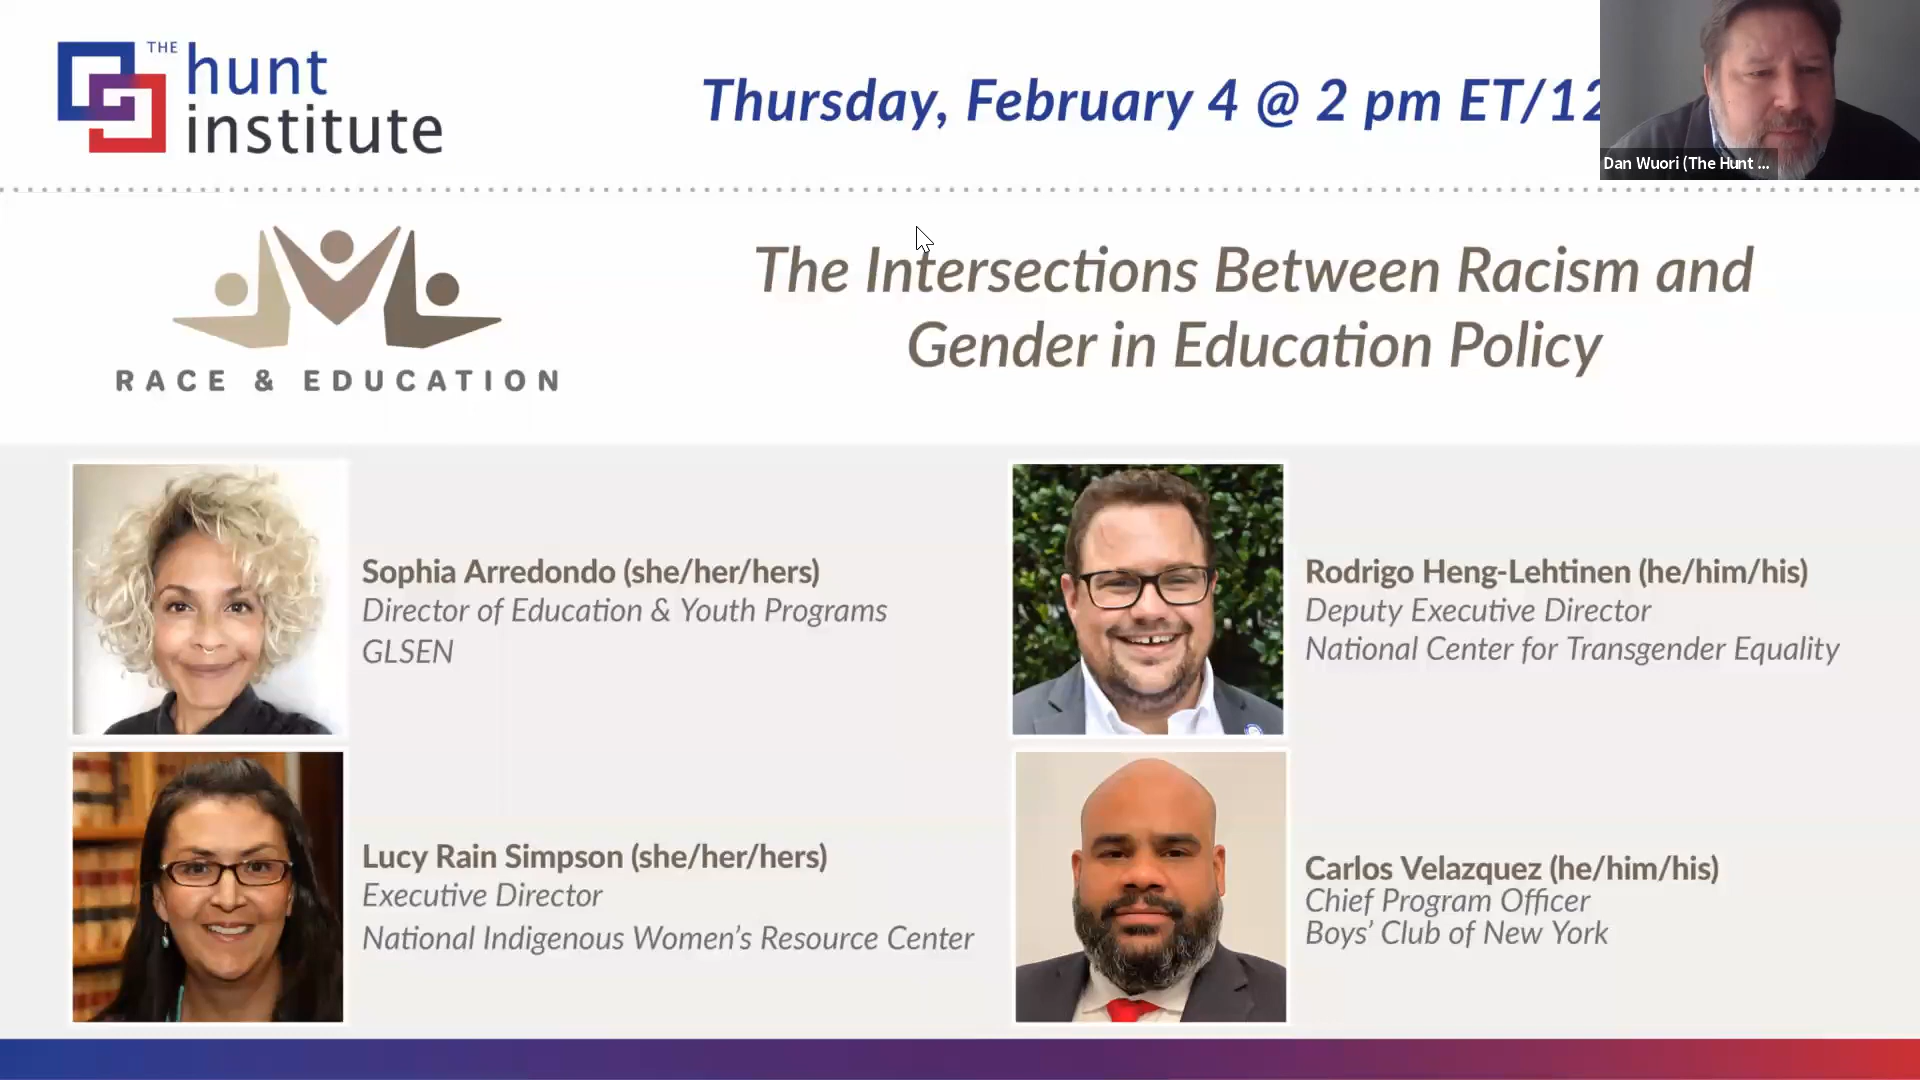 THE
hunt
institute
Thursday, February 4 @ 2 pm ET/12
Dan Wuori (The Hunt ...
RACE & EDUCATION
The Intersections Between Racism and
Gender in Education Policy
Sophia Arredondo (she/her/hers)
Director of Education & Youth Programs
GLSEN
Rodrigo Heng-Lehtinen (he/him/his)
Deputy Executive Director
National Center for Transgender Equality
Lucy Rain Simpson (she/her/hers)
Executive Director
National Indigenous Women's Resource Center
Carlos Velazquez (he/him/his)
Chief Program Officer
Boys' Club of New York